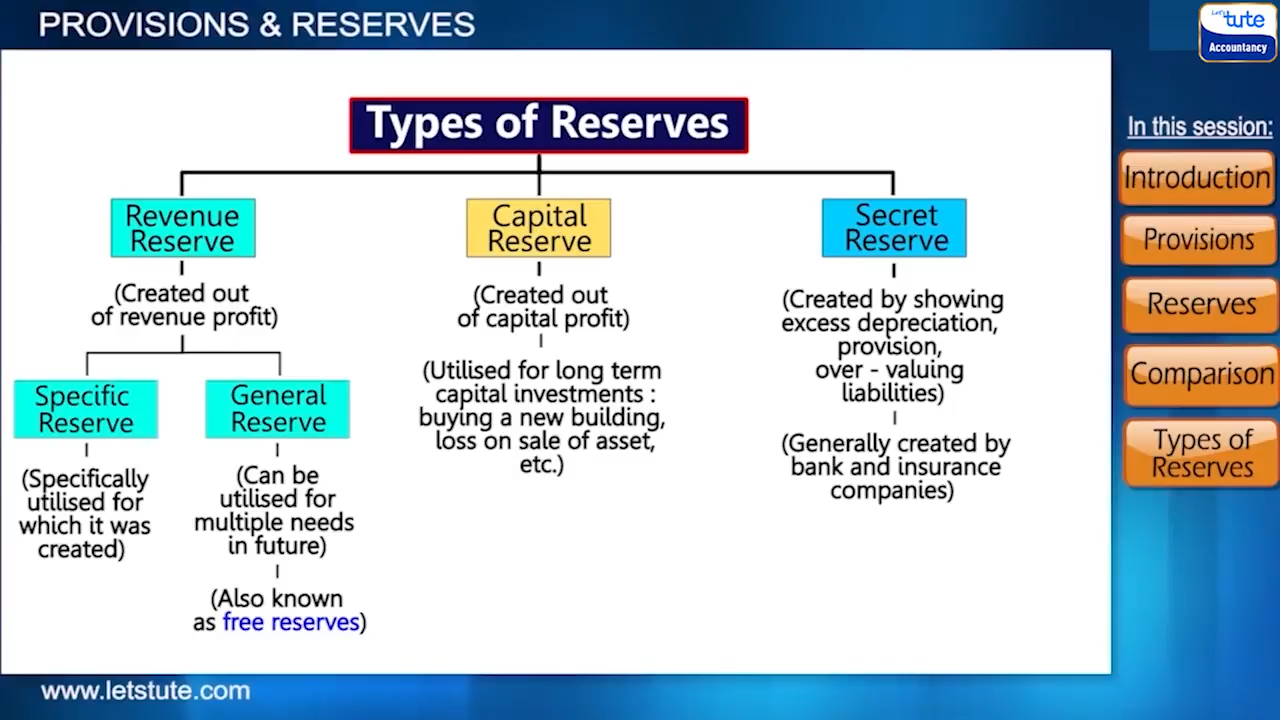 PROVISIONS & RESERVES
Let's
tute
Accountancy
Types of Reserves
Revenue
Reserve
(Created out
of revenue profit)
Specific
Reserve
(Specifically
utilised for
which it was
created)
General
Reserve
(Can be
utilised for
multiple needs
in future)
(Also known
as free reserves)
Capital
Reserve
(Created out
of capital profit)
(Utilised for long term
capital investments :
buying a new building,
loss on sale of asset,
etc.)
Secret
Reserve
(Created by showing
excess depreciation,
provision,
over - valuing
liabilities)
(Generally created by
bank and insurance
companies)
In this session:
Introduction
Provisions
Reserves
Comparison
Types of
Reserves
www.letstute.com